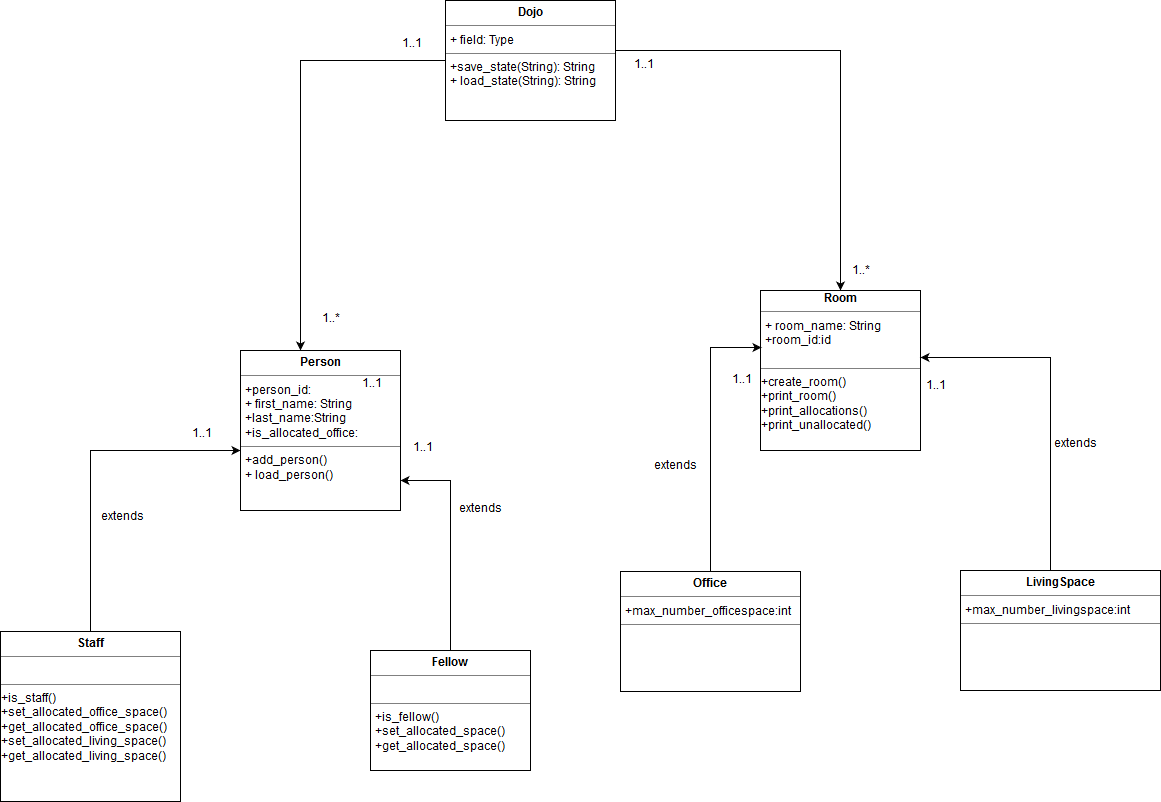 Dojo
+ field: Type
+save_state(String): String
+ load_state(String): String
1..1
1..1
1..*
1..*
Person
+person_id:
1..1
+ first_name: String
+last_name:String
+is_allocated_office:
+add_person()
+ load_person()
1..1
1..1
extends
extends
Room
+ room_name: String
+room_id:id
+create_room()
+print_room()
+print_allocations()
+print_unallocated()
1..1
1..1
extends
extends
Staff
+is_staff()
+set_allocated_office_space()
+get_allocated_office_space()
+set_allocated_living_space()
+get_allocated_living_space()
Fellow
+is_fellow()
+set_allocated_space()
+get_allocated_space()
Office
+max_number_officespace:int
LivingSpace
+max_number_livingspace:int